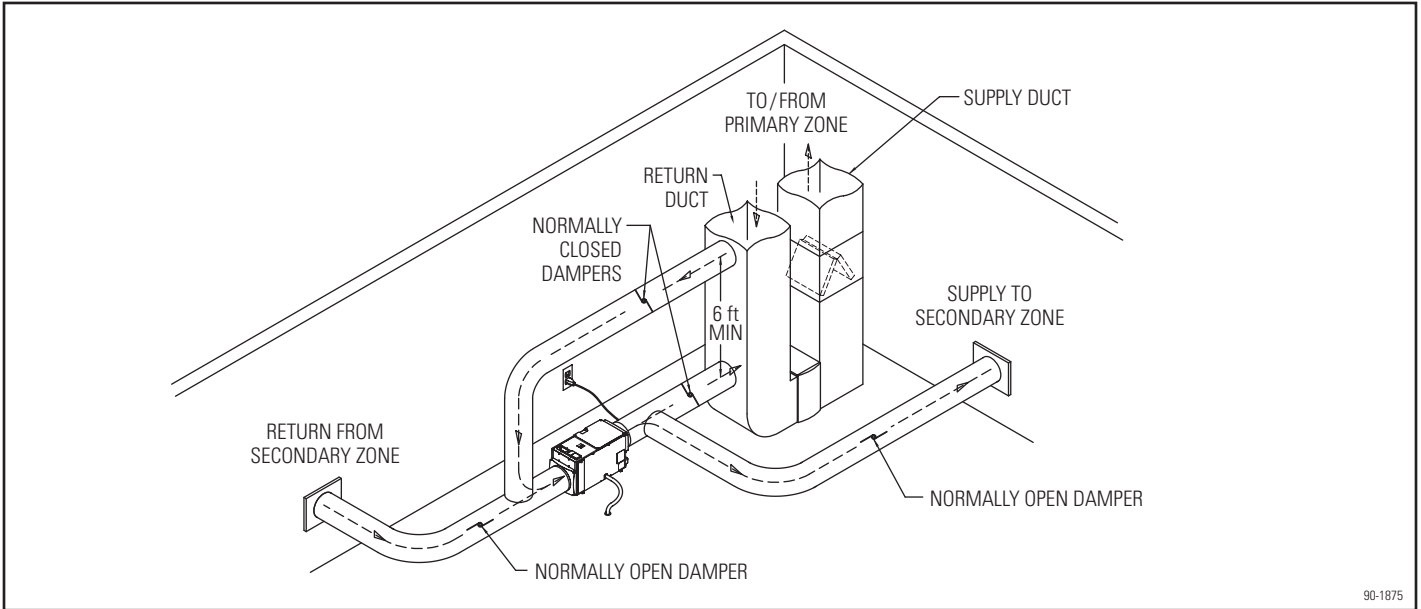 TO/FROM
PRIMARY ZONE
SUPPLY DUCT
RETURN
DUCT
NORMALLY
CLOSED
DAMPERS
6 ft
MIN
SUPPLY TO
SECONDARY ZONE
RETURN FROM
SECONDARY ZONE
NORMALLY OPEN DAMPER
NORMALLY OPEN DAMPER
90-1875